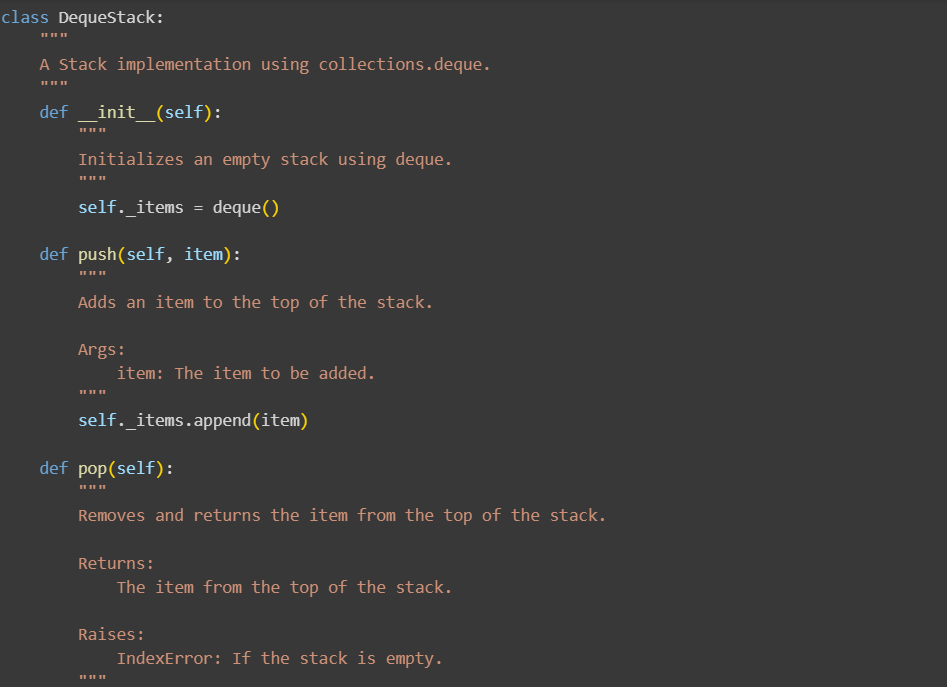 class DequeStack:
    """
    A Stack implementation using collections.deque.
    """
    def __init__(self):
        """
        Initializes an empty stack using deque.
        """
        self._items = deque()

    def push(self, item):
        """
        Adds an item to the top of the stack.

        Args:
            item: The item to be added.
        """
        self._items.append(item)

    def pop(self):
        """
        Removes and returns the item from the top of the stack.

        Returns:
            The item from the top of the stack.

        Raises:
            IndexError: If the stack is empty.
        """